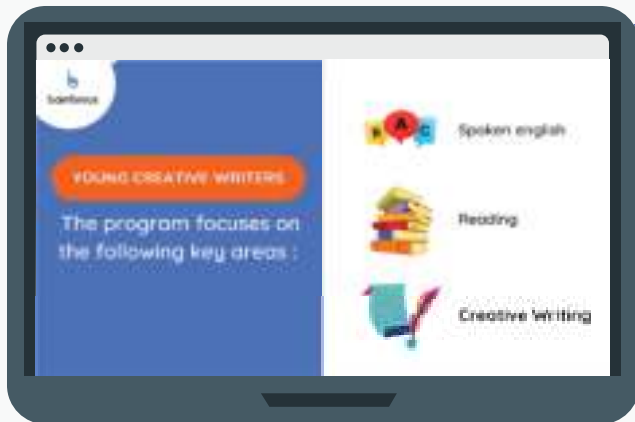 YOUNG CREATIVE WRITERS
The program focuses on
the following key areas :
B A C
Spoken english
Reading
Creative Writing